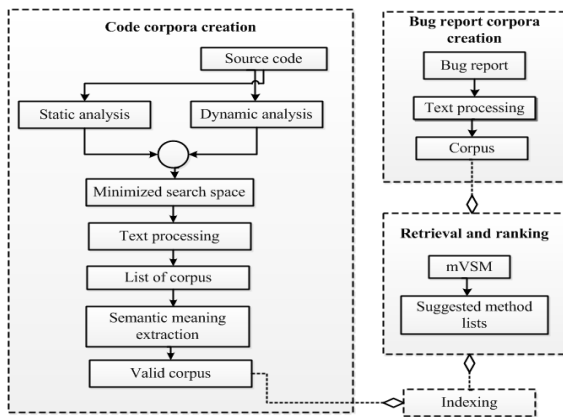 Code corpora creation
Source code
Static analysis
Dynamic analysis
Minimized search space
Text processing
List of corpus
Semantic meaning
extraction
Valid corpus
Bug report corpora
creation
Bug report
Text processing
Corpus
Retrieval and ranking
mVSM
Suggested method
lists
Indexing